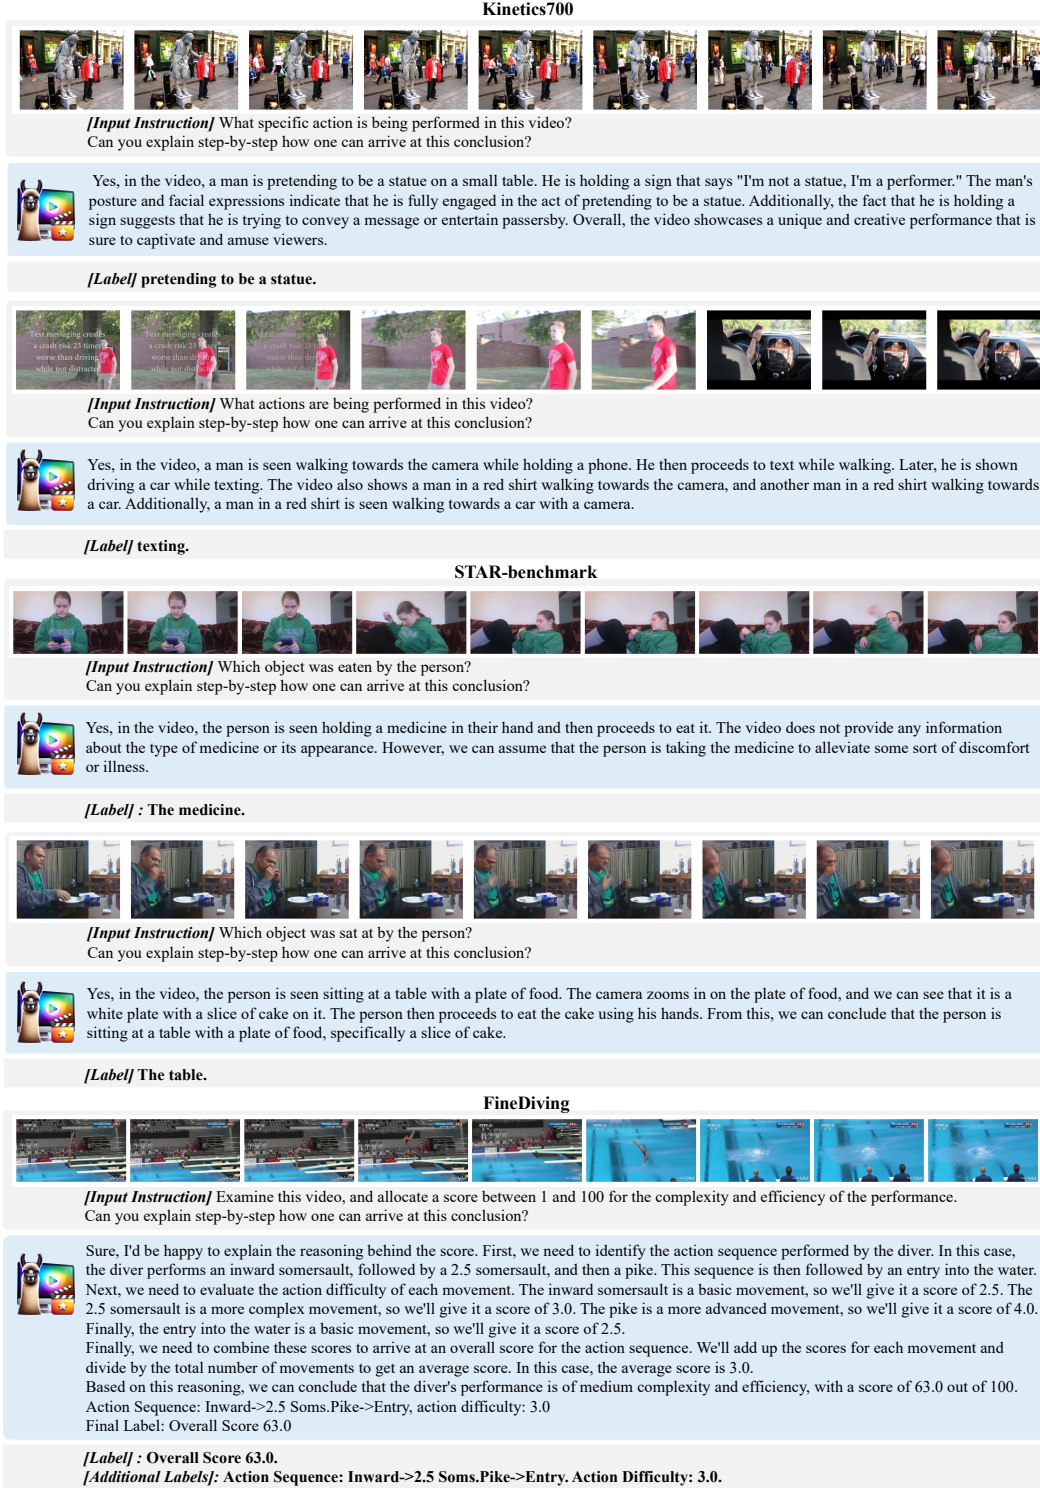 Kinetics700
[Input Instruction] What specific action is being performed in this video?
Can you explain step-by-step how one can arrive at this conclusion?
Yes, in the video, a man is pretending to be a statue on a small table. He is holding a sign that says "I'm not a statue, I'm a performer." The man's
posture and facial expressions indicate that he is fully engaged in the act of pretending to be a statue. Additionally, the fact that he is holding a
sign suggests that he is trying to convey a message or entertain passersby. Overall, the video showcases a unique and creative performance that is
sure to captivate and amuse viewers.
[Label] pretending to be a statue.
Text messaging creates
a crash risk 23 times
worse than driving
while not distracted
[Input Instruction] What actions are being performed in this video?
Can you explain step-by-step how one can arrive at this conclusion?
Yes, in the video, a man is seen walking towards the camera while holding a phone. He then proceeds to text while walking. Later, he is shown
driving a car while texting. The video also shows a man in a red shirt walking towards the camera, and another man in a red shirt walking towards
a car. Additionally, a man in a red shirt is seen walking towards a car with a camera.
[Label] texting.
STAR-benchmark
[Input Instruction] Which object was eaten by the person?
Can you explain step-by-step how one can arrive at this conclusion?
Yes, in the video, the person is seen holding a medicine in their hand and then proceeds to eat it. The video does not provide any information
about the type of medicine or its appearance. However, we can assume that the person is taking the medicine to alleviate some sort of discomfort
or illness.
[Label] : The medicine.
[Input Instruction] Which object was sat at by the person?
Can you explain step-by-step how one can arrive at this conclusion?
Yes, in the video, the person is seen sitting at a table with a plate of food. The camera zooms in on the plate of food, and we can see that it is a
white plate with a slice of cake on it. The person then proceeds to eat the cake using his hands. From this, we can conclude that the person is
sitting at a table with a plate of food, specifically a slice of cake.
[Label] The table.
FineDiving
[Input Instruction] Examine this video, and allocate a score between 1 and 100 for the complexity and efficiency of the performance.
Can you explain step-by-step how one can arrive at this conclusion?
Sure, I'd be happy to explain the reasoning behind the score. First, we need to identify the action sequence performed by the diver. In this case,
the diver performs an inward somersault, followed by a 2.5 somersault, and then a pike. This sequence is then followed by an entry into the water.
Next, we need to evaluate the action difficulty of each movement. The inward somersault is a basic movement, so we'll give it a score of 2.5. The
2.5 somersault is a more complex movement, so we'll give it a score of 3.0. The pike is a more advanced movement, so we'll give it a score of 4.0.
Finally, the entry into the water is a basic movement, so we'll give it a score of 2.5.
Finally, we need to combine these scores to arrive at an overall score for the action sequence. We'll add up the scores for each movement and
divide by the total number of movements to get an average score. In this case, the average score is 3.0.
Based on this reasoning, we can conclude that the diver's performance is of medium complexity and efficiency, with a score of 63.0 out of 100.
Action Sequence: Inward->2.5 Soms.Pike->Entry, action difficulty: 3.0
Final Label: Overall Score 63.0
[Label] : Overall Score 63.0.
[Additional Labels]: Action Sequence: Inward->2.5 Soms.Pike->Entry. Action Difficulty: 3.0.